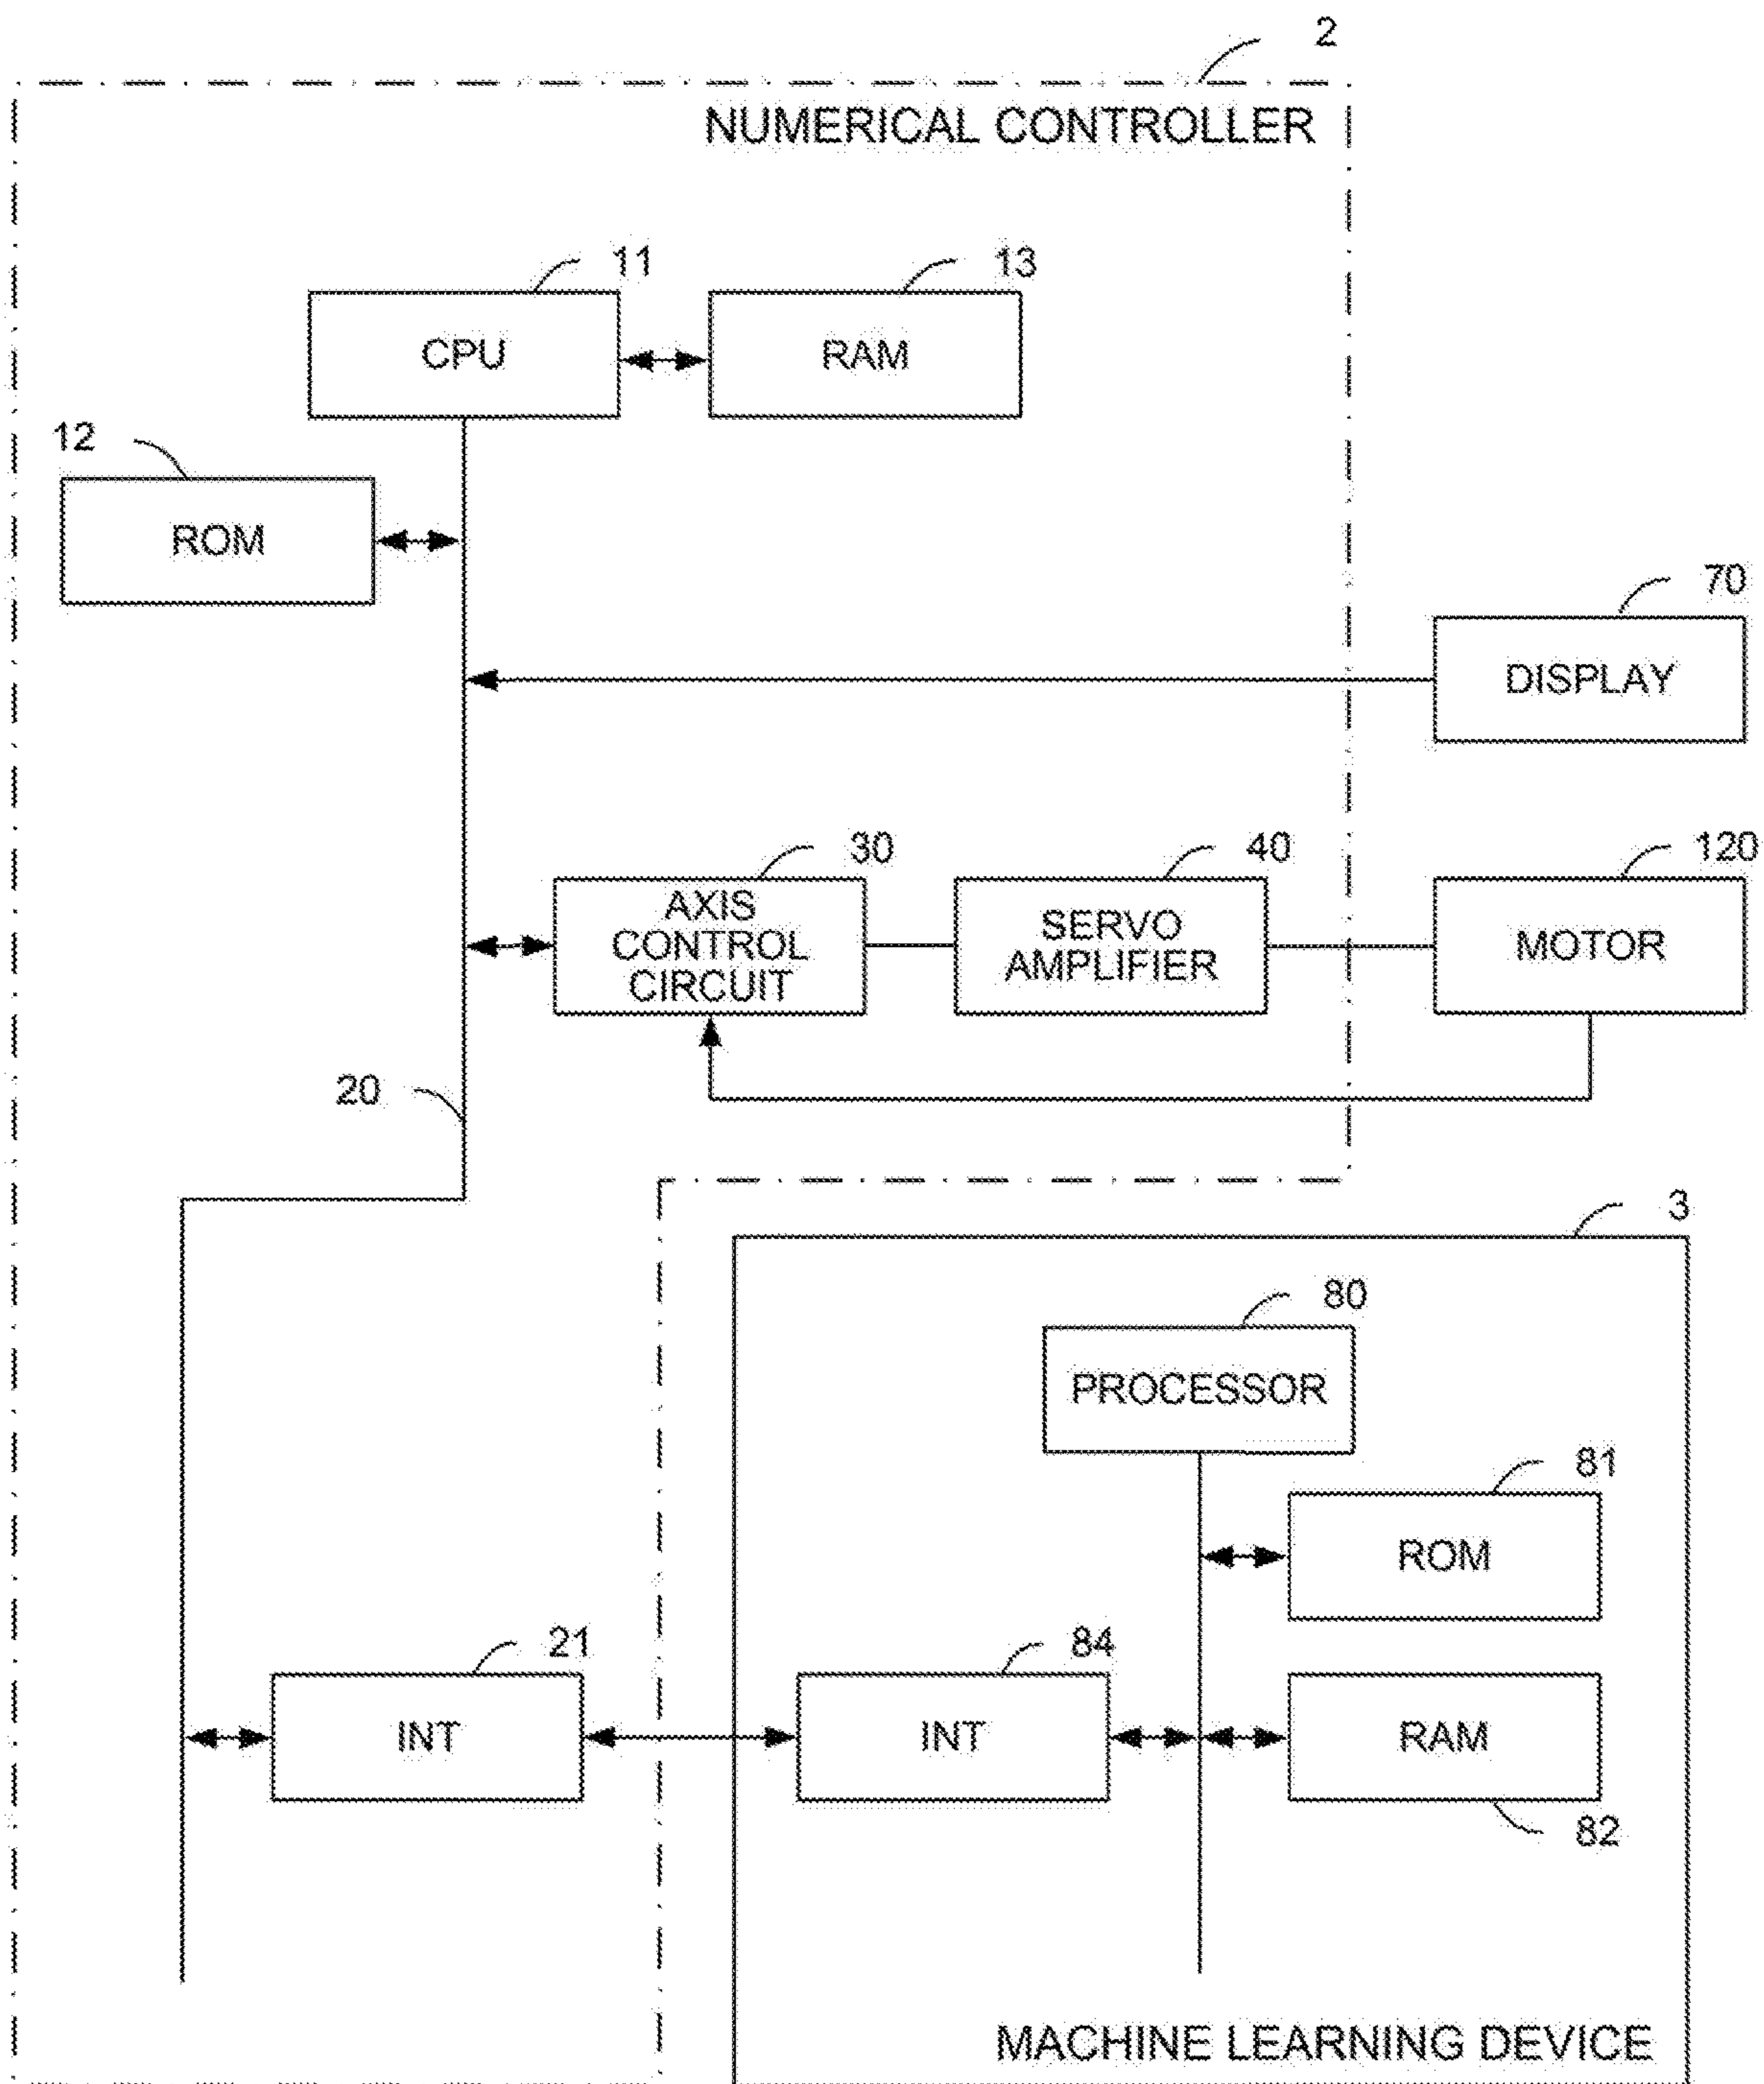 2
NUMERICAL CONTROLLER
11
13
CPU
RAM
12
ROM
70
DISPLAY
30
40
120
AXIS
CONTROL
CIRCUIT
SERVO
AMPLIFIER
MOTOR
20
3
80
PROCESSOR
81
ROM
21
84
INT
INT
RAM
82
MACHINE LEARNING DEVICE